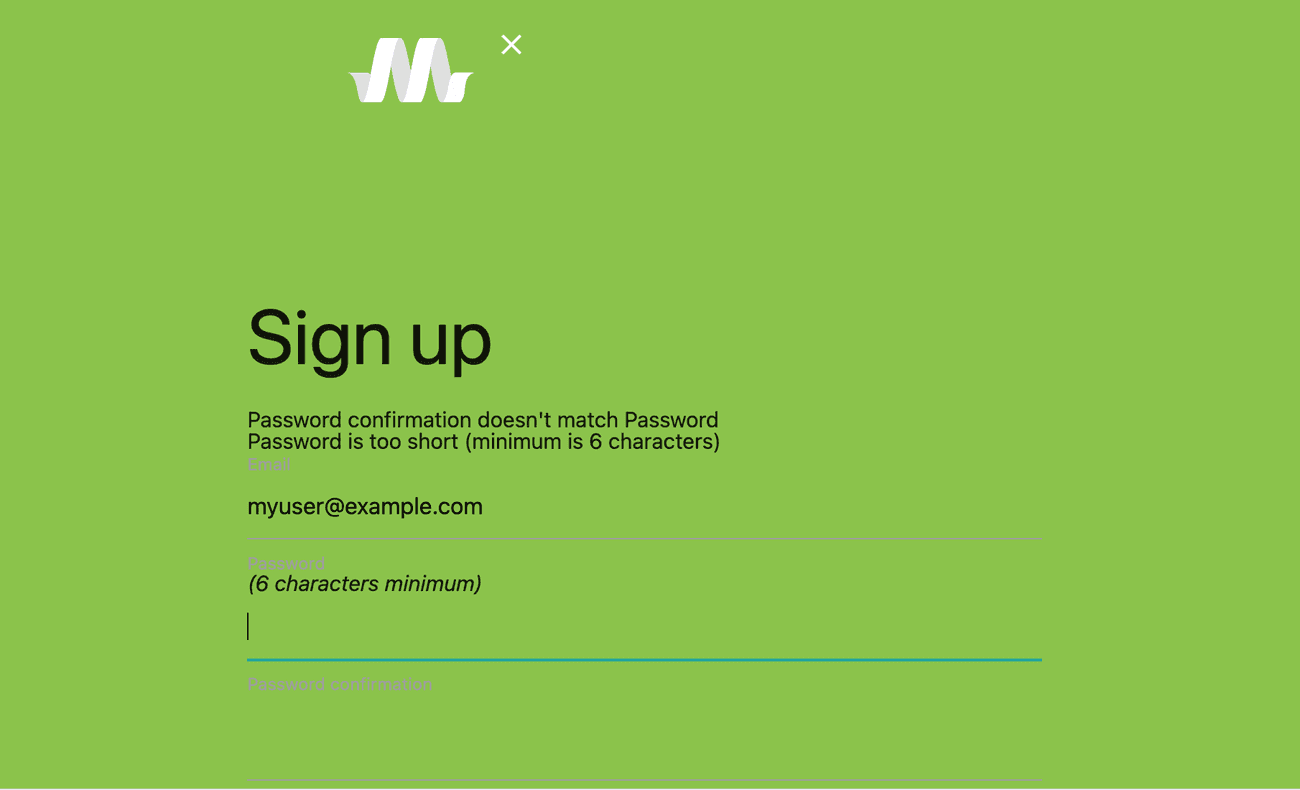 Sign up
Password confirmation doesn't match Password
Password is too short (minimum is 6 characters)
Email
myuser@example.com
Password
(6 characters minimum)
Password confirmation